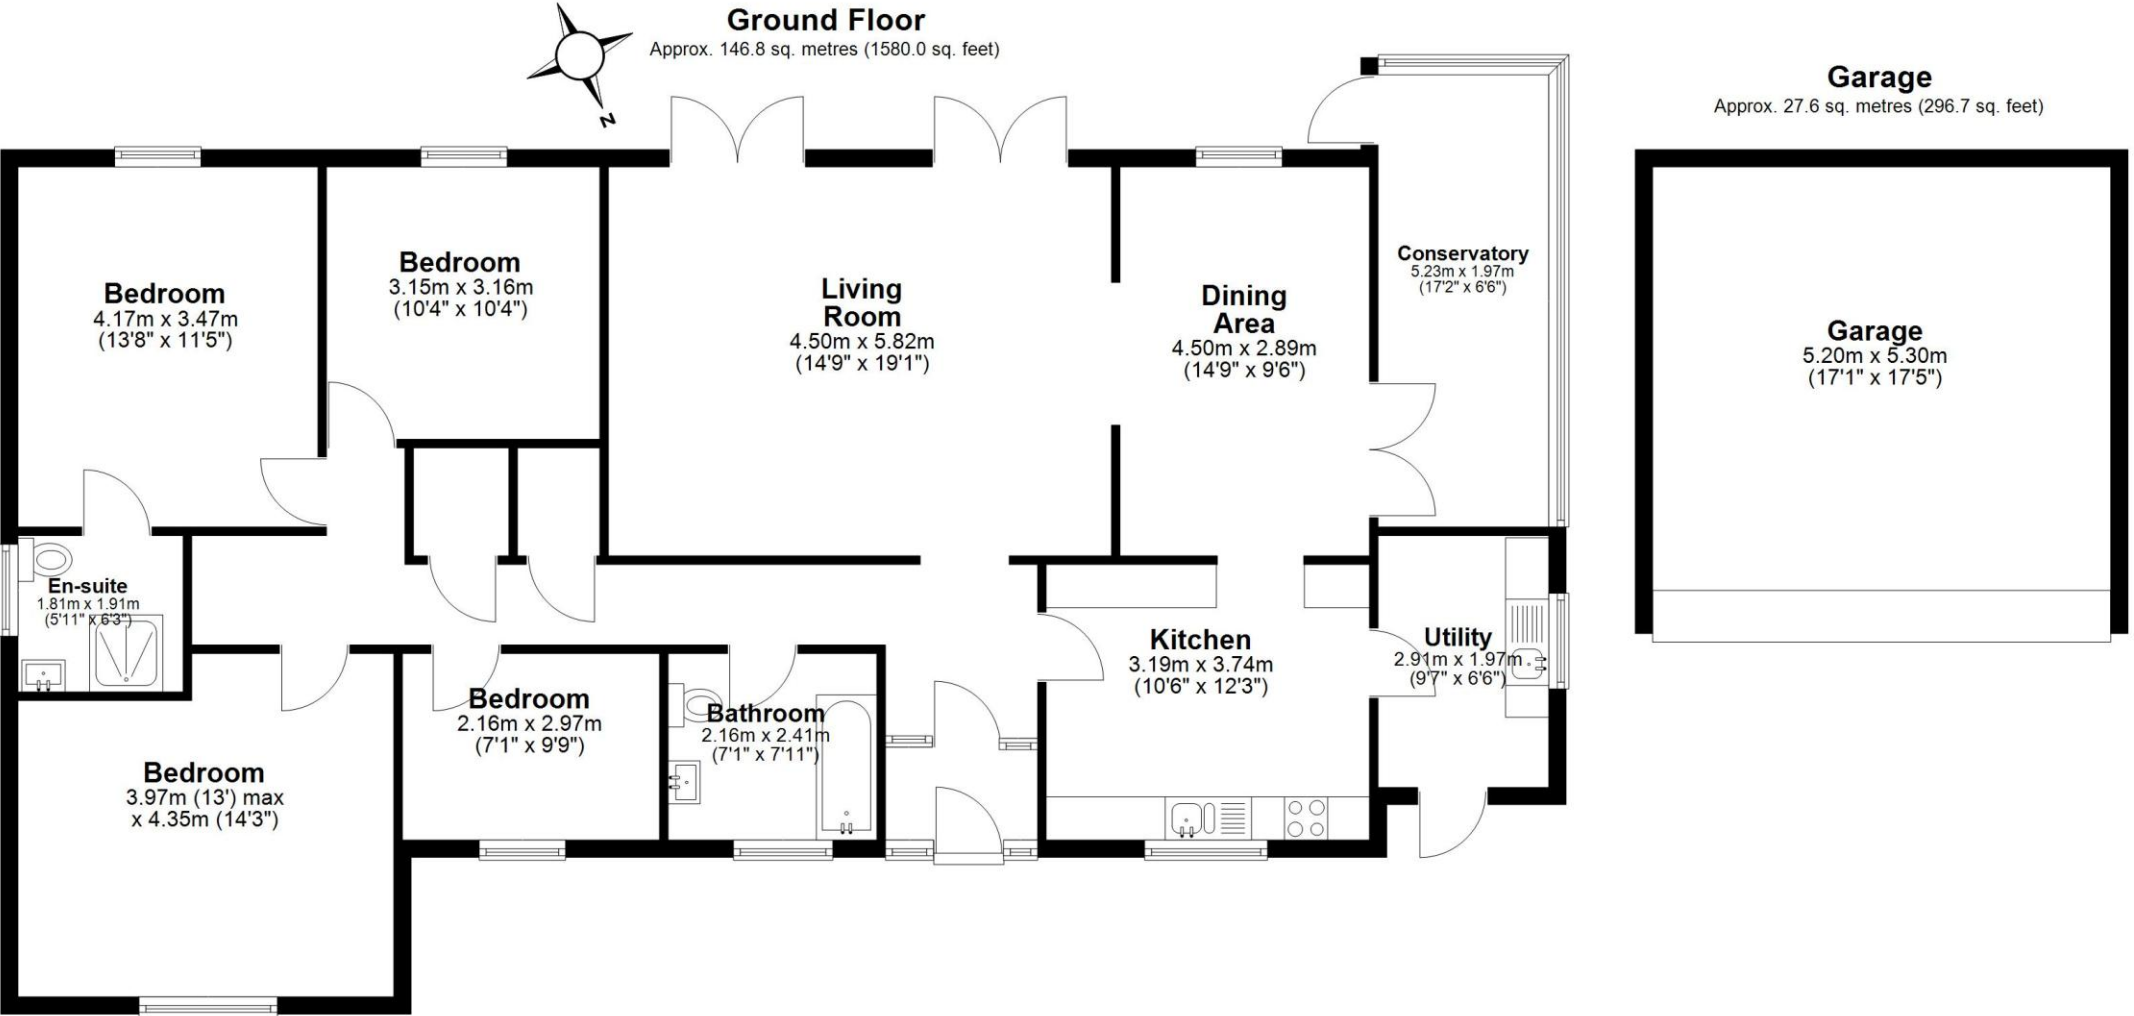 Ground Floor
Approx. 146.8 sq. metres (1580.0 sq. feet)
N
Garage
Approx. 27.6 sq. metres (296.7 sq. feet)
Bedroom
4.17m x 3.47m
(13'8" x 11'5")
Bedroom
3.15m x 3.16m
(10'4" x 10'4")
Living
Room
4.50m x 5.82m
(14'9" x 19'1")
Dining
Area
4.50m x 2.89m
(14'9" x 9'6")
Conservatory
5.23m x 1.97m
(17'2" x 6'6")
Garage
5.20m x 5.30m
(17'1" x 17'5")
En-suite
1.81m x 1.91m
(5'11" x 6'3")
Bedroom
3.97m (13') max
x 4.35m (14'3")
Bedroom
2.16m x 2.97m
(7'1" x 9'9")
Bathroom
2.16m x 2.41m
(7'1" x 7'11")
Kitchen
3.19m x 3.74m
(10'6" x 12'3")
Utility
2.91m x 1.97m
(9'7" x 6'6")